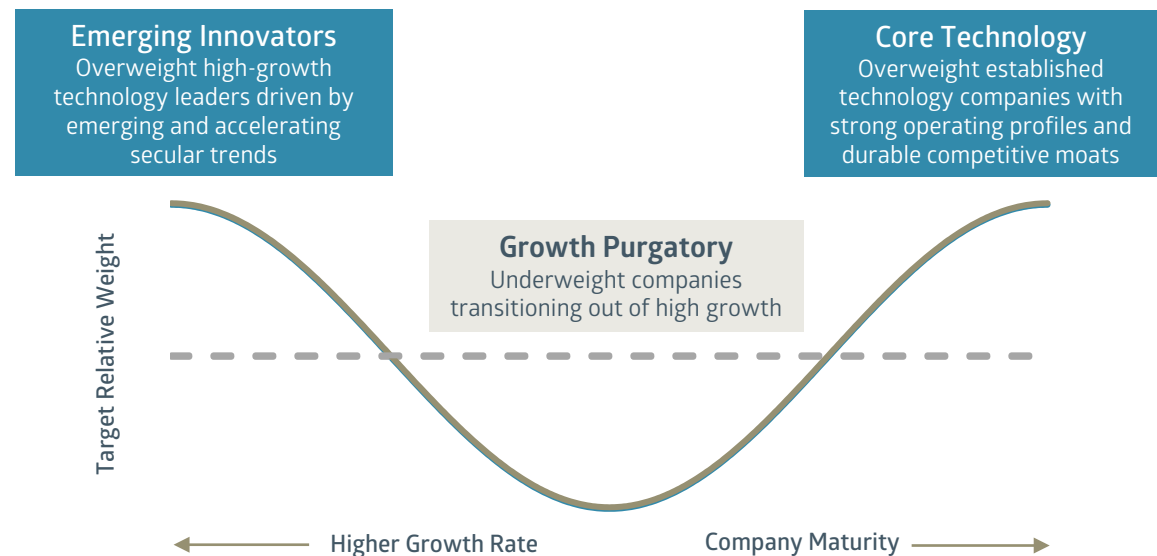 Emerging Innovators
Overweight high-growth
technology leaders driven by
emerging and accelerating
secular trends
Core Technology
Overweight established
technology companies with
strong operating profiles and
durable competitive moats
Growth Purgatory
Underweight companies
transitioning out of high growth
Target Relative Weight
Higher Growth Rate
Company Maturity